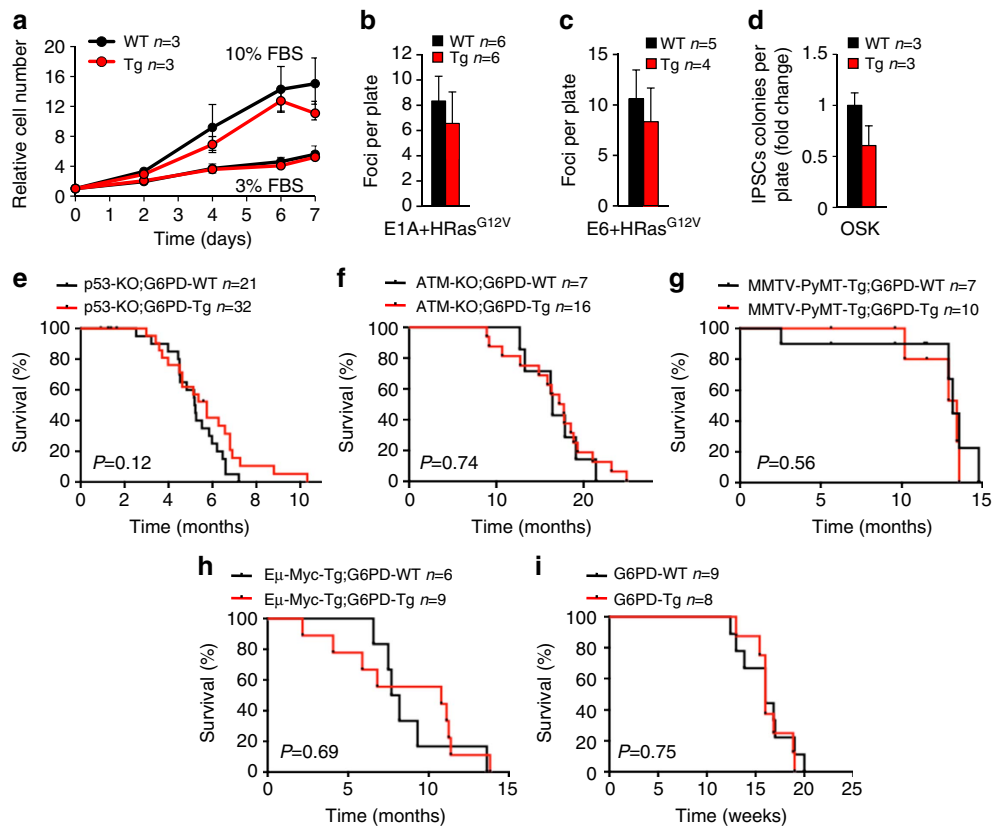 a
WT n=3
Tg n=3
10% FBS
3% FBS
Relative cell number
20
16
12
8
4
0
0 1 2 3 4 5 6 7
Time (days)
b
WT n=6
Tg n=6
Foci per plate
12
10
8
6
4
2
0
E1A+HRasG12V
c
WT n=5
Tg n=4
Foci per plate
15
10
5
0
E6+HRasG12V
d
WT n=3
Tg n=3
IPSCs colonies per
plate (fold change)
1.5
1
0.5
0
OSK
e
p53-KO;G6PD-WT n=21
p53-KO;G6PD-Tg n=32
Survival (%)
100
80
60
40
20
P=0.12
0 2 4 6 8 10
Time (months)
f
ATM-KO;G6PD-WT n=7
ATM-KO;G6PD-Tg n=16
Survival (%)
100
80
60
40
20
P=0.74
0 10 20
Time (months)
g
MMTV-PyMT-Tg;G6PD-WT n=7
MMTV-PyMT-Tg;G6PD-Tg n=10
Survival (%)
100
80
60
40
20
P=0.56
0 5 10 15
Time (months)
h
Eµ-Myc-Tg;G6PD-WT n=6
Eµ-Myc-Tg;G6PD-Tg n=9
Survival (%)
100
80
60
40
20
P=0.69
0 5 10 15
Time (months)
i
G6PD-WT n=9
G6PD-Tg n=8
Survival (%)
100
80
60
40
20
P=0.75
0 5 10 15 20 25
Time (weeks)